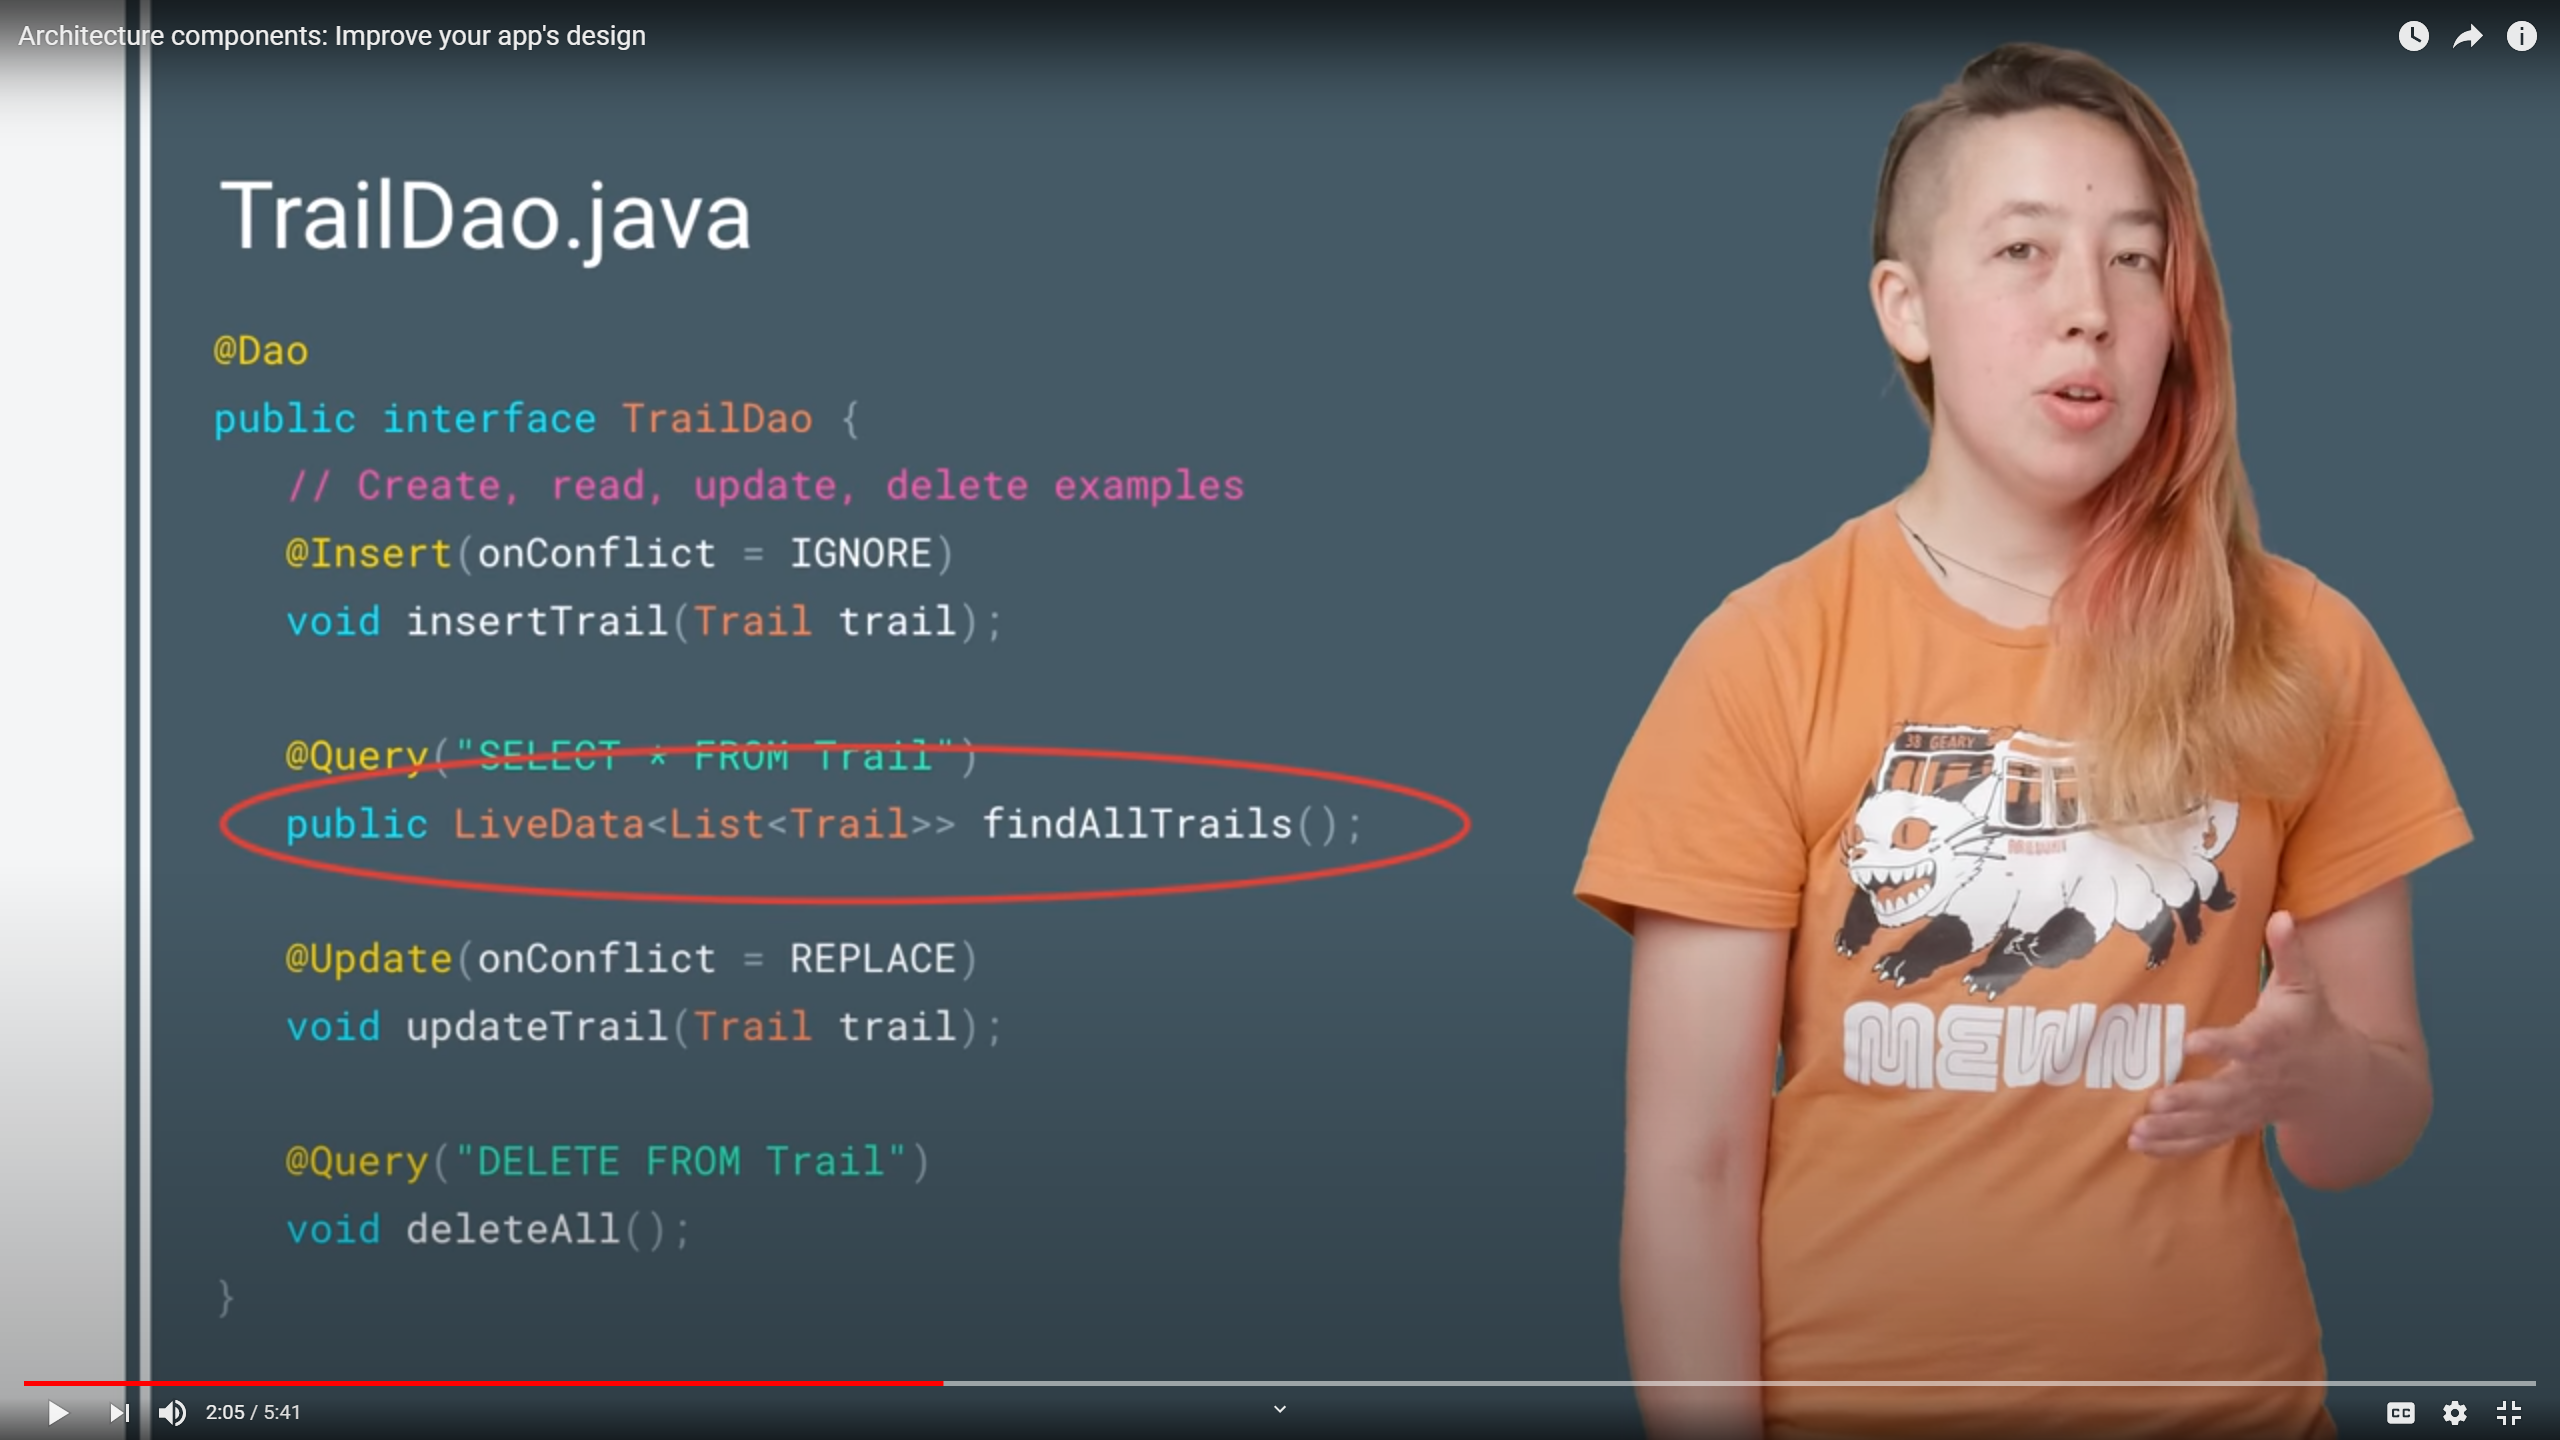 Architecture components: Improve your app's design
TrailDao.java
@Dao
public interface TrailDao {
// Create, read, update, delete examples
@Insert(onConflict = IGNORE)
void insertTrail(Trail trail);
@Query("SELECT * FROM Trail")
public LiveData<List<Trail>> findAllTrails();
@Update(onConflict = REPLACE)
void updateTrail(Trail trail);
@Query("DELETE FROM Trail")
void deleteAll();
}
38 GEARY
MEWNI
MEWNI
2:05 / 5:41
CC